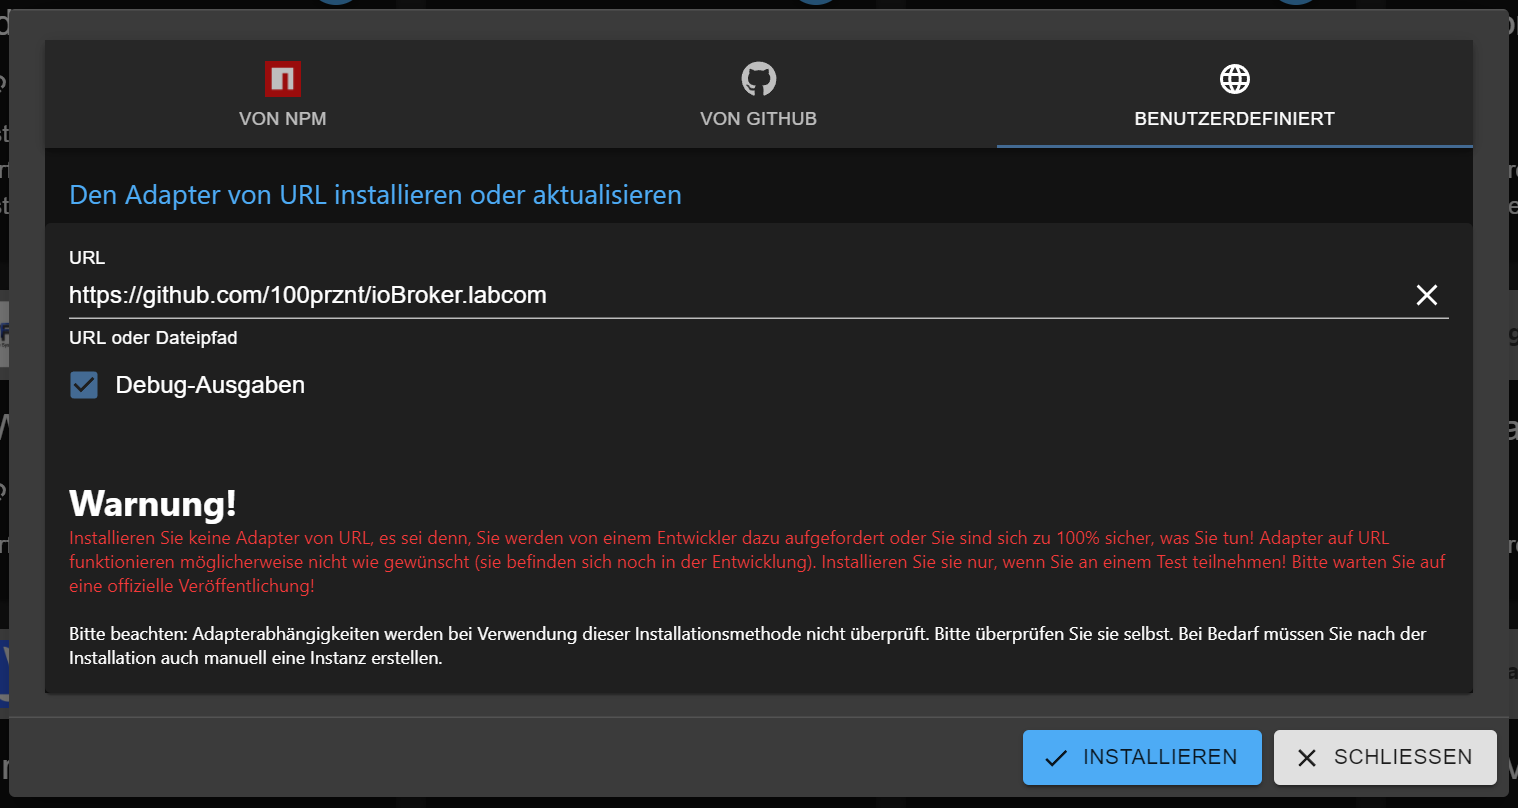 VON NPM
VON GITHUB
BENUTZERDEFINIERT
Den Adapter von URL installieren oder aktualisieren
URL
https://github.com/100prznt/ioBroker.labcom
URL oder Dateipfad
Debug-Ausgaben
Warnung!
Installieren Sie keine Adapter von URL, es sei denn, Sie werden von einem Entwickler dazu aufgefordert oder Sie sind sich zu 100% sicher, was Sie tun! Adapter auf URL
funktionieren möglicherweise nicht wie gewünscht (sie befinden sich noch in der Entwicklung). Installieren Sie sie nur, wenn Sie an einem Test teilnehmen! Bitte warten Sie auf
eine offizielle Veröffentlichung!
Bitte beachten: Adapterabhängigkeiten werden bei Verwendung dieser Installationsmethode nicht überprüft. Bitte überprüfen Sie sie selbst. Bei Bedarf müssen Sie nach der
Installation auch manuell eine Instanz erstellen.
INSTALLIEREN
SCHLIESSEN